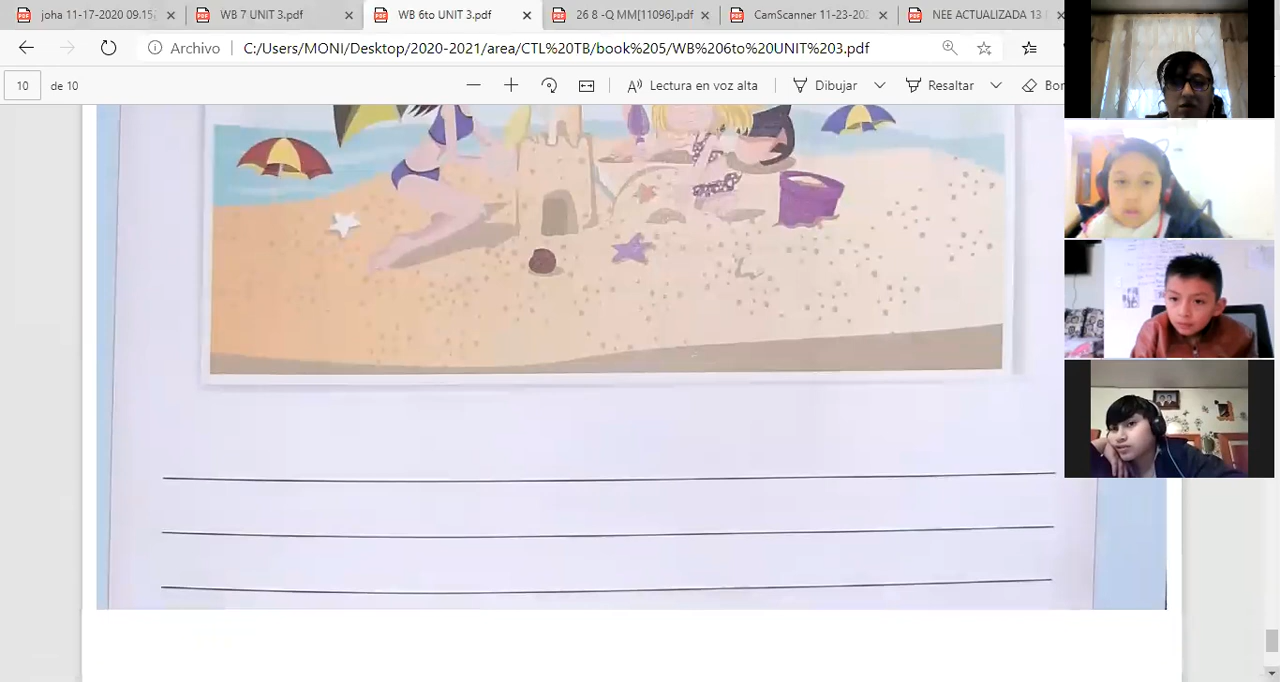 joha 11-17-2020 09.15
WB 7 UNIT 3.pdf
WB 6to UNIT 3.pdf
26 8 -Q MM[11096].pdf
CamScanner 11-23-202
NEE ACTUALIZADA 13
Archivo
C:/Users/MONI/Desktop/2020-2021/area/CTL%20TB/book%205/WB%206to%20UNIT%203.pdf
10 de 10
Lectura en voz alta
Dibujar
Resaltar
Bor